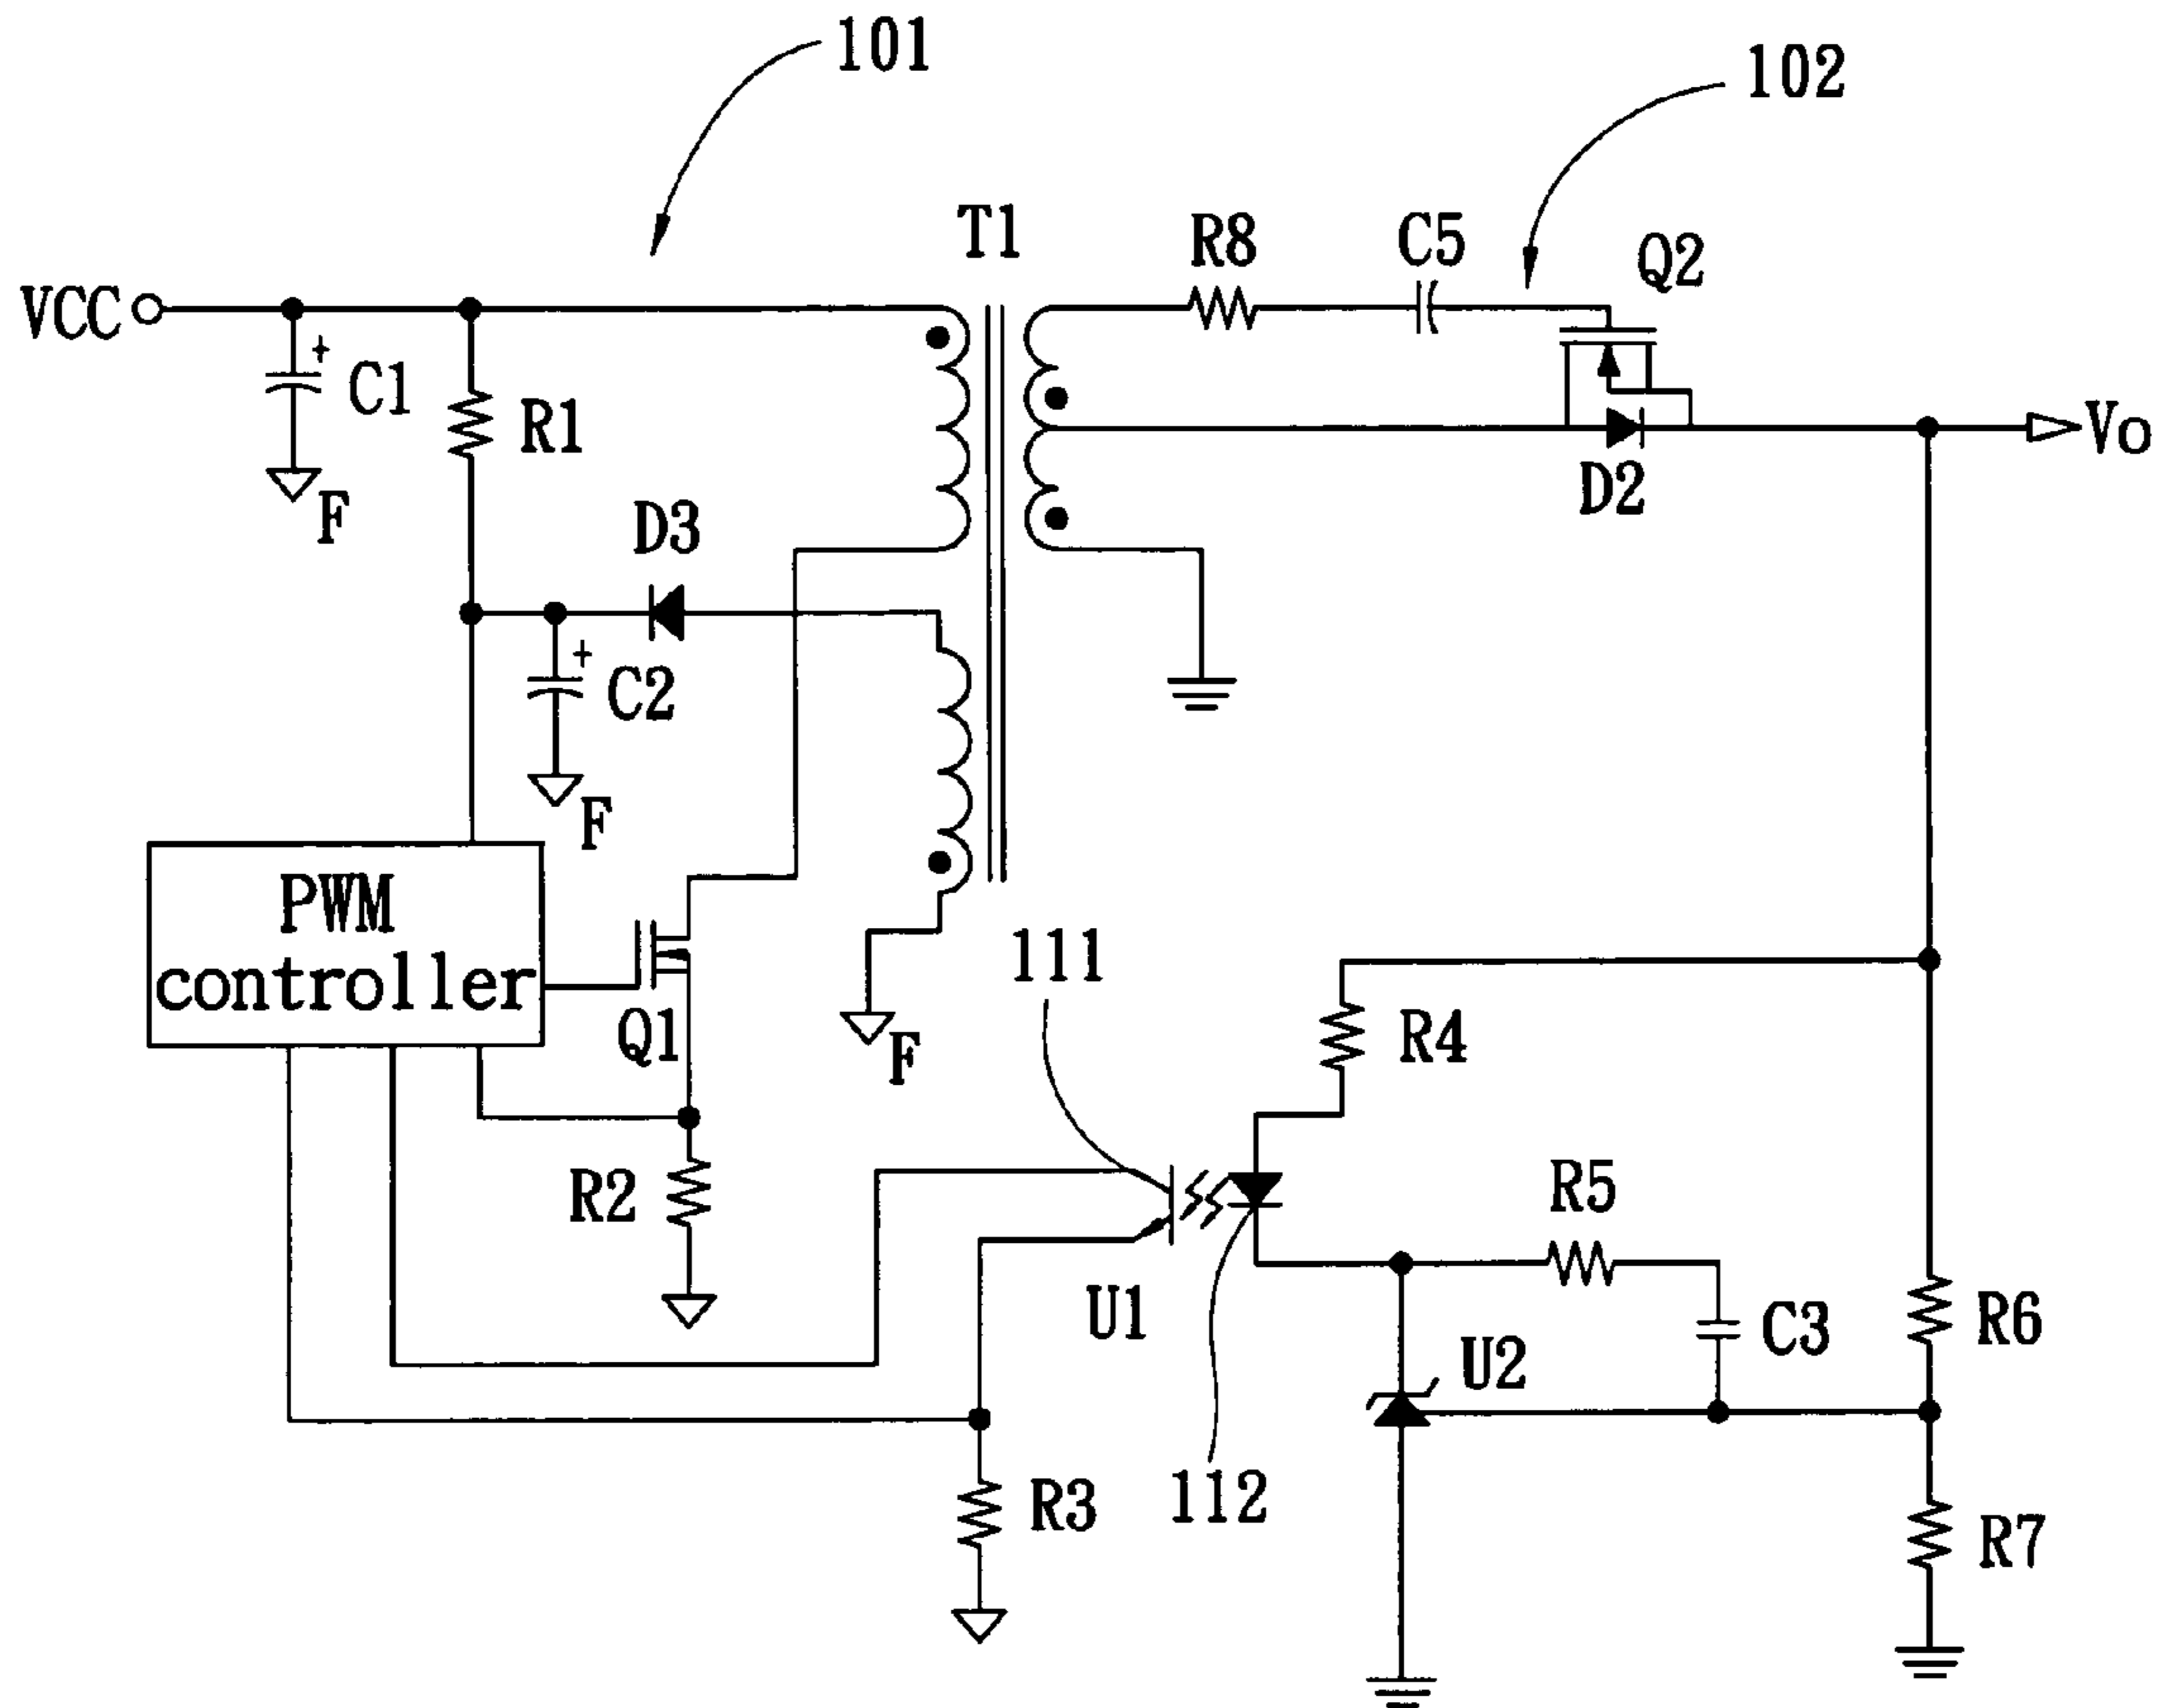 101
102
T1
R8
C5
Q2
VCC
+
C1
R1
Vo
D2
F
D3
+
C2
F
PWM
controller
111
Q1
F
R4
R2
R5
U1
C3
R6
U2
112
R3
R7